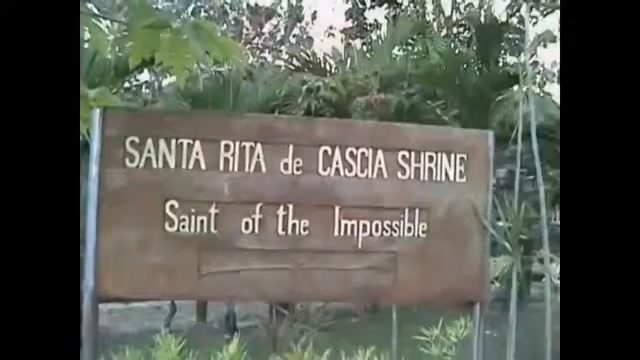 SANTA RITA de CASCIA SHRINE
Saint of the Impossible